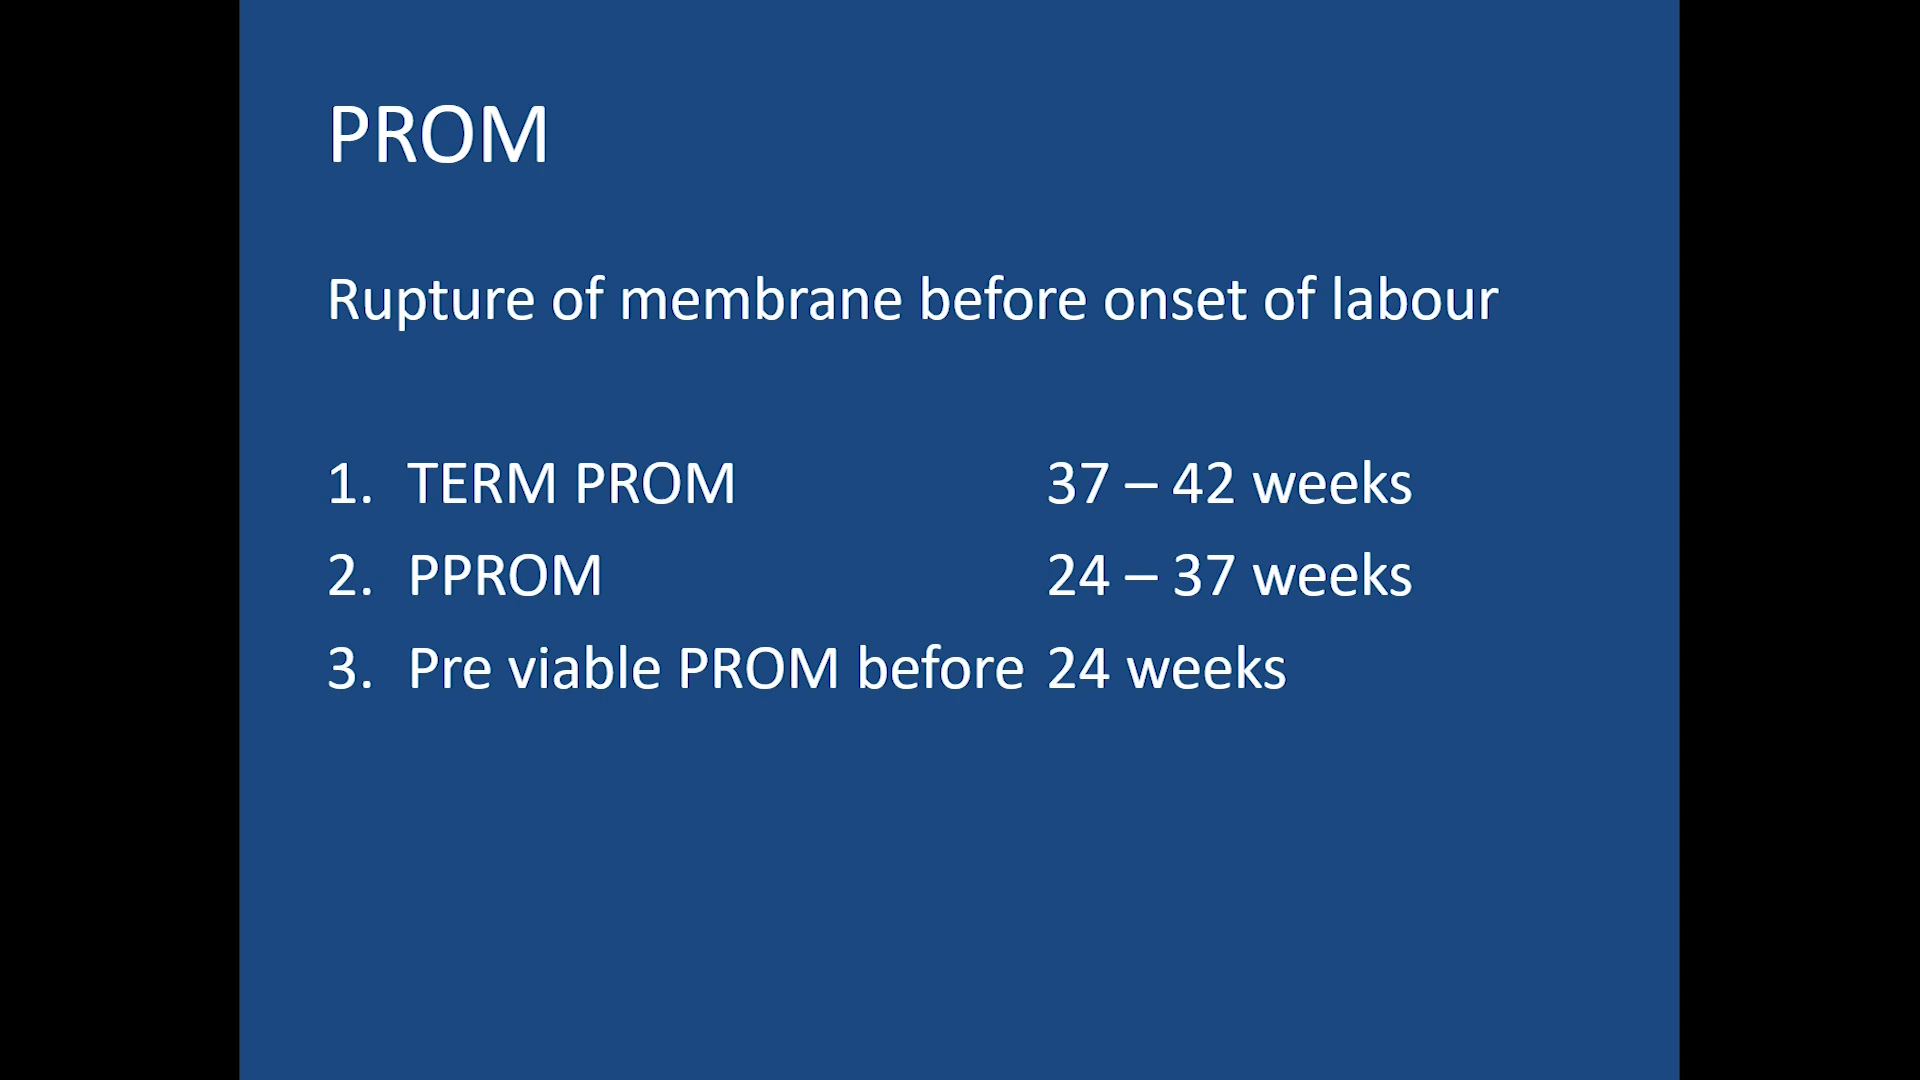 PROM
Rupture of membrane before onset of labour
1. TERM PROM 37 – 42 weeks
2. PPROM 24 – 37 weeks
3. Pre viable PROM before 24 weeks